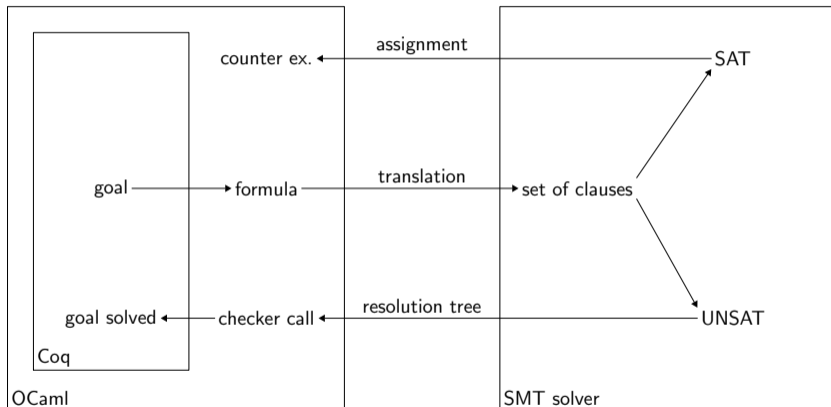 counter ex.
assignment
SAT
goal
formula
translation
set of clauses
goal solved
checker call
resolution tree
UNSAT
Coq
OCaml
SMT solver